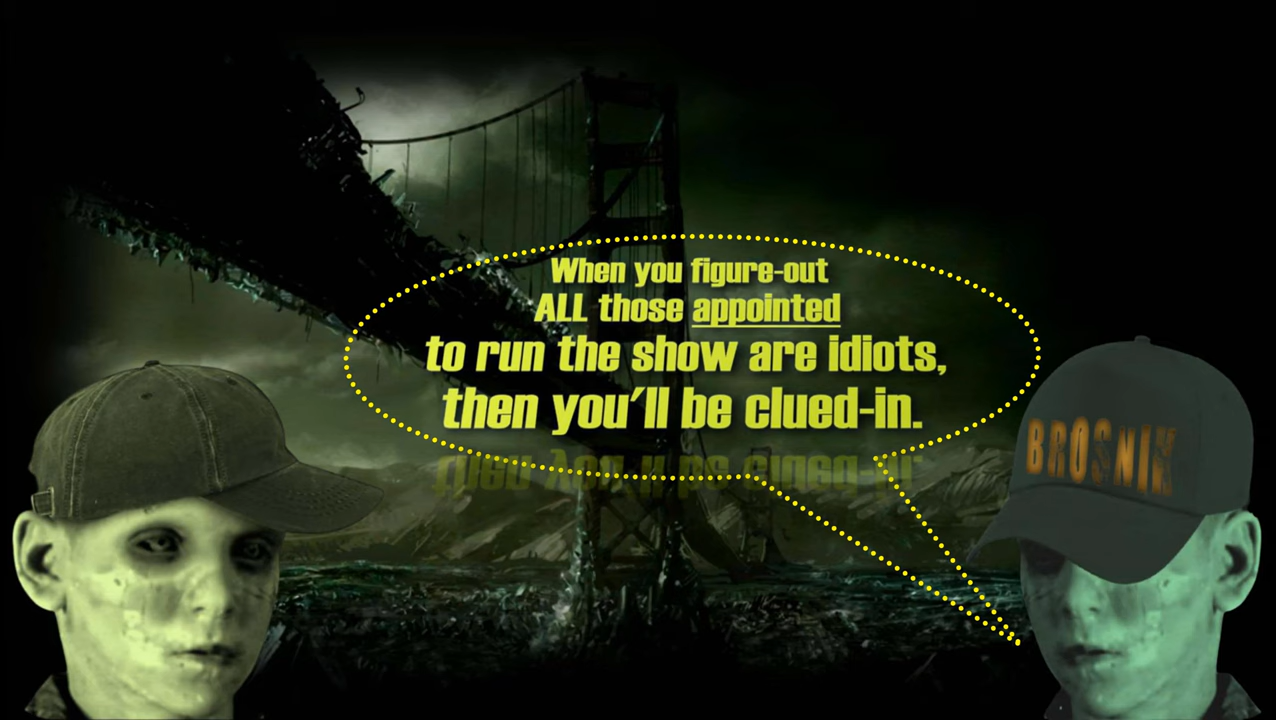 When you figure-out
ALL those appointed
to run the show are idiots,
then you'll be clued-in.
BROSNIK